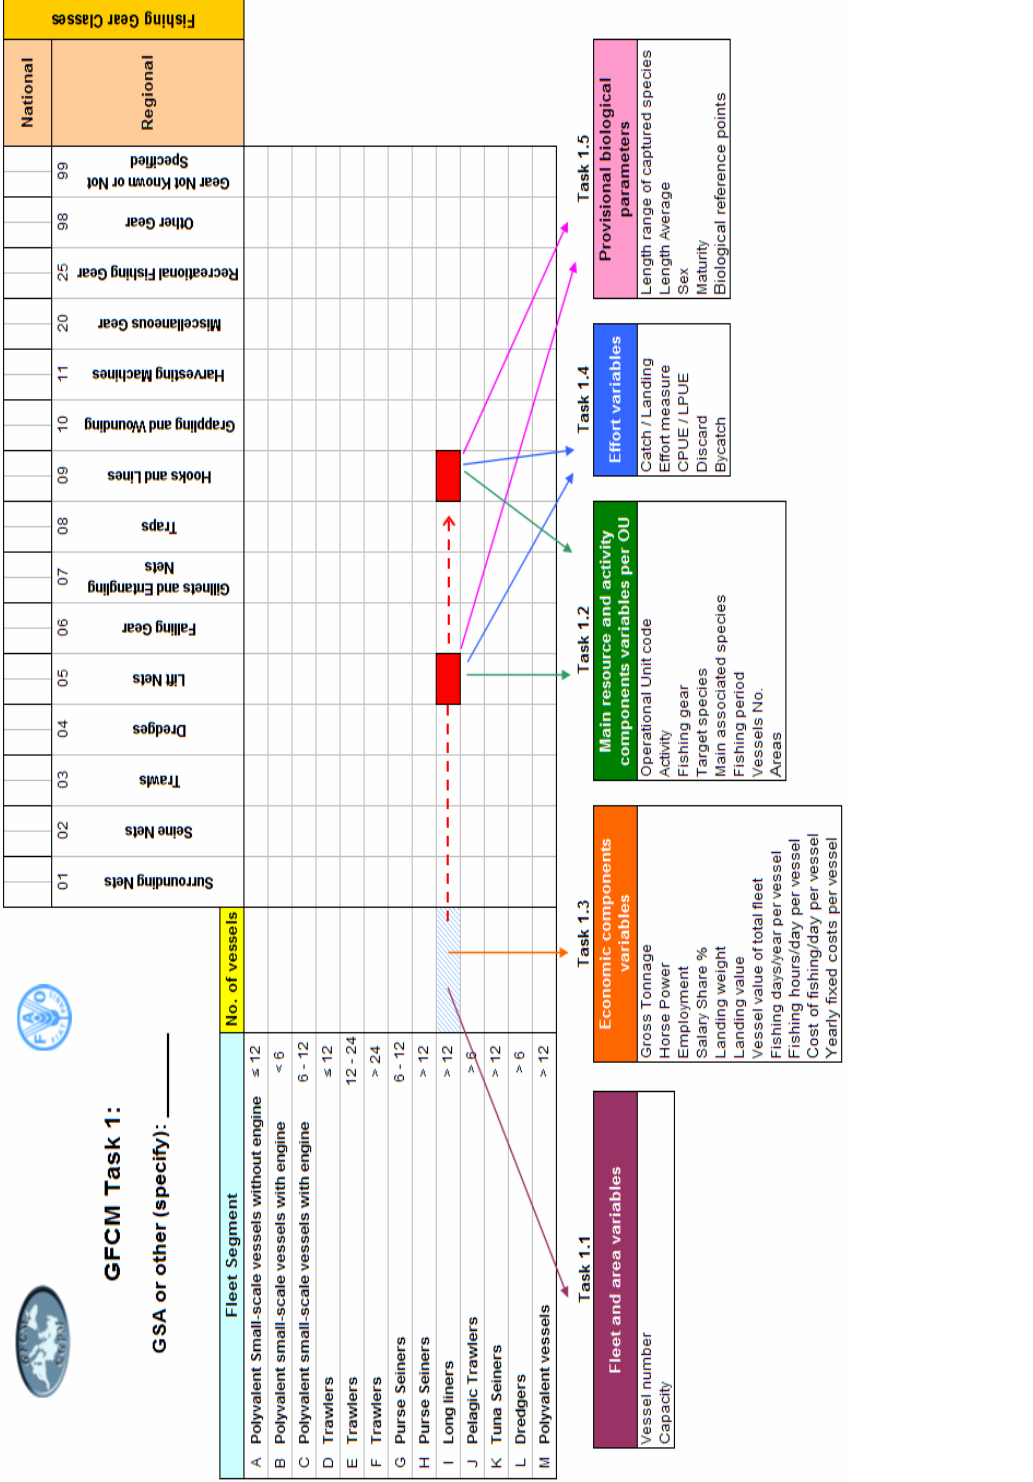 FAO
FIAT PANIS
GFCM Task 1:
GSA or other (specify): ______
National
Fishing Gear Classes
01 02 03 04 05 06 07 08 09 10 11 20 25 98 99
Regional
Surrounding Nets
Seine Nets
Trawls
Dredges
Lift Nets
Falling Gear
Gillnets and Entangling
Nets
Traps
Hooks and Lines
Grappling and Wounding
Harvesting Machines
Miscellaneous Gear
Recreational Fishing Gear
Other Gear
Gear Not Known or Not
Specified
Fleet Segment No. of vessels
A Polyvalent Small-scale vessels without engine ≤ 12
B Polyvalent small-scale vessels with engine < 6
C Polyvalent small-scale vessels with engine 6 - 12
D Trawlers ≤ 12
E Trawlers 12 - 24
F Trawlers > 24
G Purse Seiners 6 - 12
H Purse Seiners > 12
I Long liners > 12
J Pelagic Trawlers > 6
K Tuna Seiners > 12
L Dredgers > 6
M Polyvalent vessels > 12
Task 1.1
Fleet and area variables
Vessel number
Capacity
Task 1.3
Economic components
variables
Gross Tonnage
Horse Power
Employment
Salary Share %
Landing weight
Landing value
Vessel value of total fleet
Fishing days/year per vessel
Fishing hours/day per vessel
Cost of fishing/day per vessel
Yearly fixed costs per vessel
Task 1.2
Main resource and activity
components variables per OU
Operational Unit code
Activity
Fishing gear
Target species
Main associated species
Fishing period
Vessels No.
Areas
Task 1.4
Effort variables
Catch / Landing
Effort measure
CPUE / LPUE
Discard
Bycatch
Task 1.5
Provisional biological
parameters
Length range of captured species
Length Average
Sex
Maturity
Biological reference points